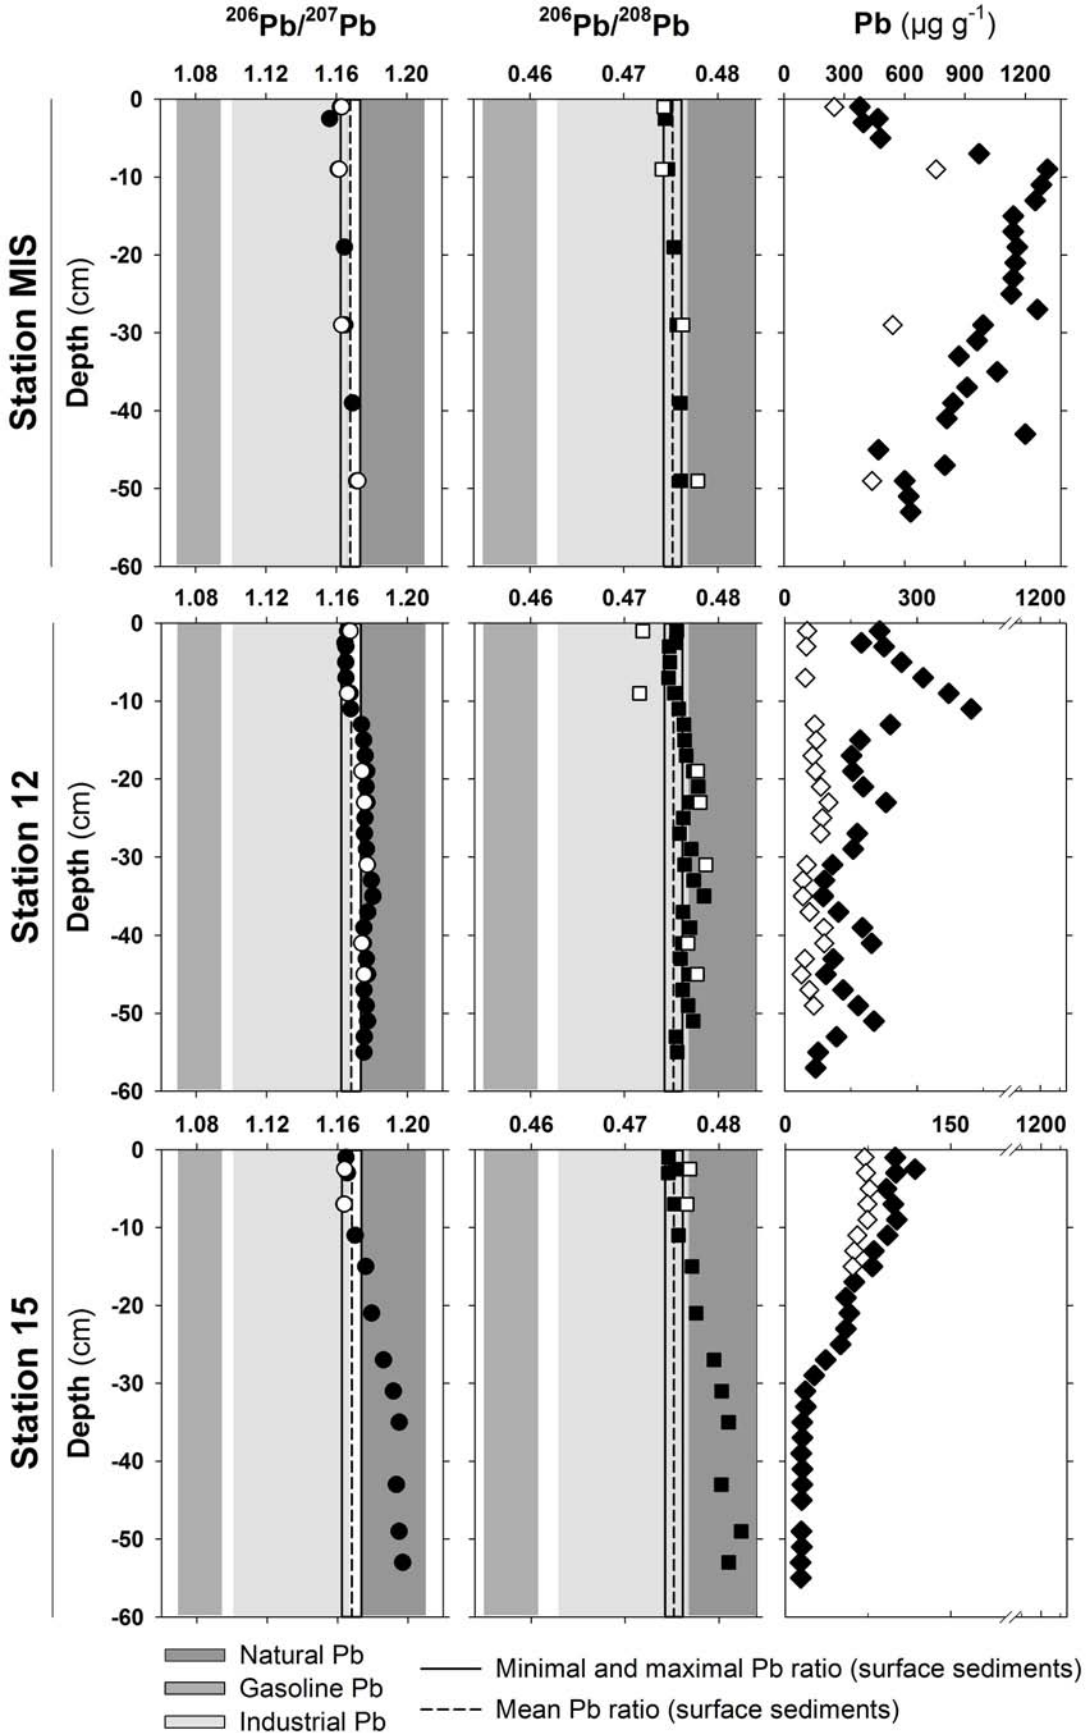 ²⁰⁶Pb/²⁰⁷Pb ²⁰⁶Pb/²⁰⁸Pb Pb (µg g⁻¹)
1.08 1.12 1.16 1.20 0.46 0.47 0.48 0 300 600 900 1200
Station MIS
Depth (cm)
0
-10
-20
-30
-40
-50
-60
1.08 1.12 1.16 1.20 0.46 0.47 0.48 0 300 1200
Station 12
Depth (cm)
0
-10
-20
-30
-40
-50
-60
1.08 1.12 1.16 1.20 0.46 0.47 0.48 0 150 1200
Station 15
Depth (cm)
0
-10
-20
-30
-40
-50
-60
Natural Pb
Gasoline Pb
Industrial Pb
Minimal and maximal Pb ratio (surface sediments)
Mean Pb ratio (surface sediments)